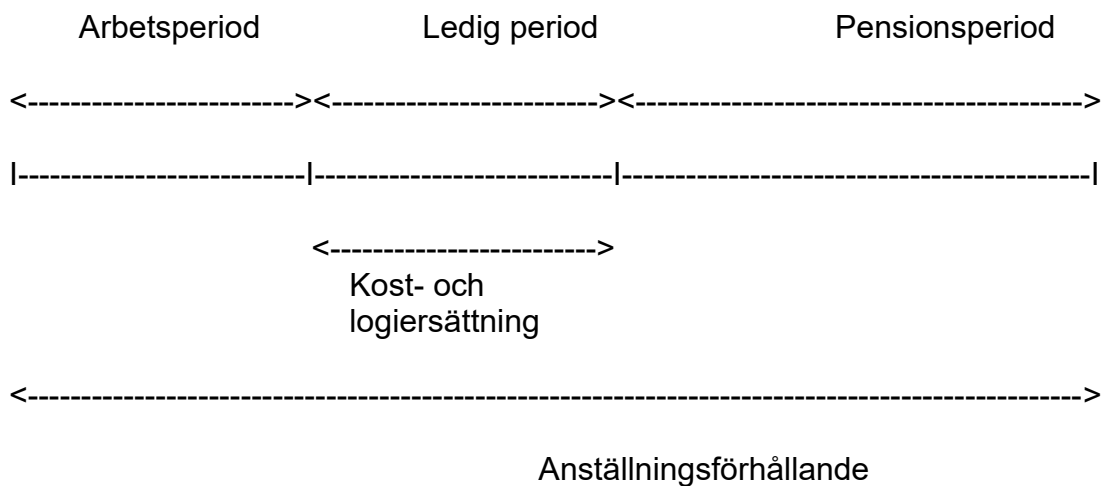 Arbetsperiod Ledig period Pensionsperiod
<---------------------------><-------------------------><------------------------------------------>
|---------------------------|----------------------------|--------------------------------------------|
<------------------------->
Kost- och
logiersättning
<---------------------------------------------------------------------------------------------------->
Anställningsförhållande